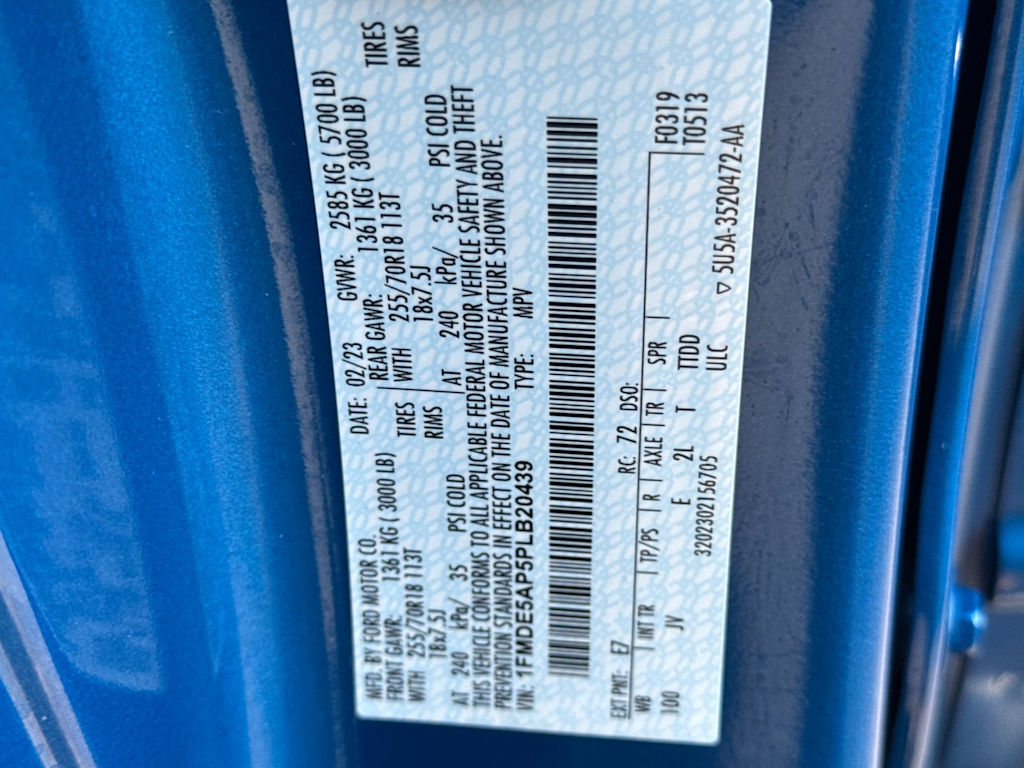 MFD. BY FORD MOTOR CO.
DATE: 02/23 GVWR: 2585 KG ( 5700 LB)
FRONT GAWR: 1361 KG ( 3000 LB) REAR GAWR: 1361 KG ( 3000 LB)
WITH 255/70R18 113T TIRES WITH 255/70R18 113T TIRES
18x7.5J RIMS 18x7.5J RIMS
AT 240 kPa/ 35 PSI COLD AT 240 kPa/ 35 PSI COLD
THIS VEHICLE CONFORMS TO ALL APPLICABLE FEDERAL MOTOR VEHICLE SAFETY AND THEFT
PREVENTION STANDARDS IN EFFECT ON THE DATE OF MANUFACTURE SHOWN ABOVE.
VIN: 1FMDE5AP5PLB20439 TYPE: MPV
EXT PNT: E7 RC: 72 DSO: F0319
WB INT TR TP/PS R AXLE TR SPR T0513
100 JV E 2L T TIDD
3202302156705 ULC ▽ 5U5A-3520472-AA